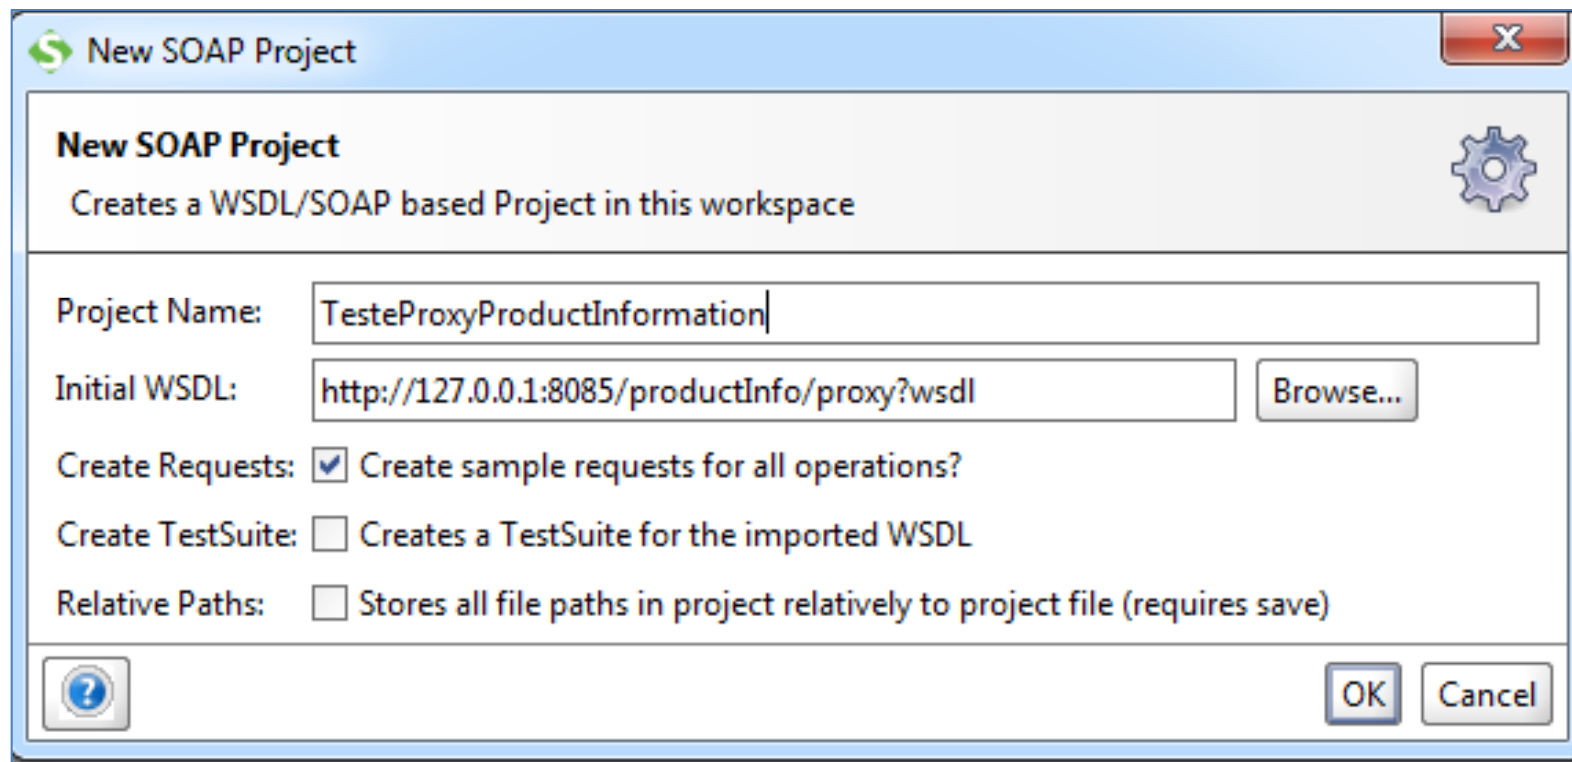 New SOAP Project
New SOAP Project
Creates a WSDL/SOAP based Project in this workspace
Project Name: TesteProxyProductInformation
Initial WSDL: http://127.0.0.1:8085/productInfo/proxy?wsdl Browse...
Create Requests: Create sample requests for all operations?
Create TestSuite: Creates a TestSuite for the imported WSDL
Relative Paths: Stores all file paths in project relatively to project file (requires save)
? OK Cancel